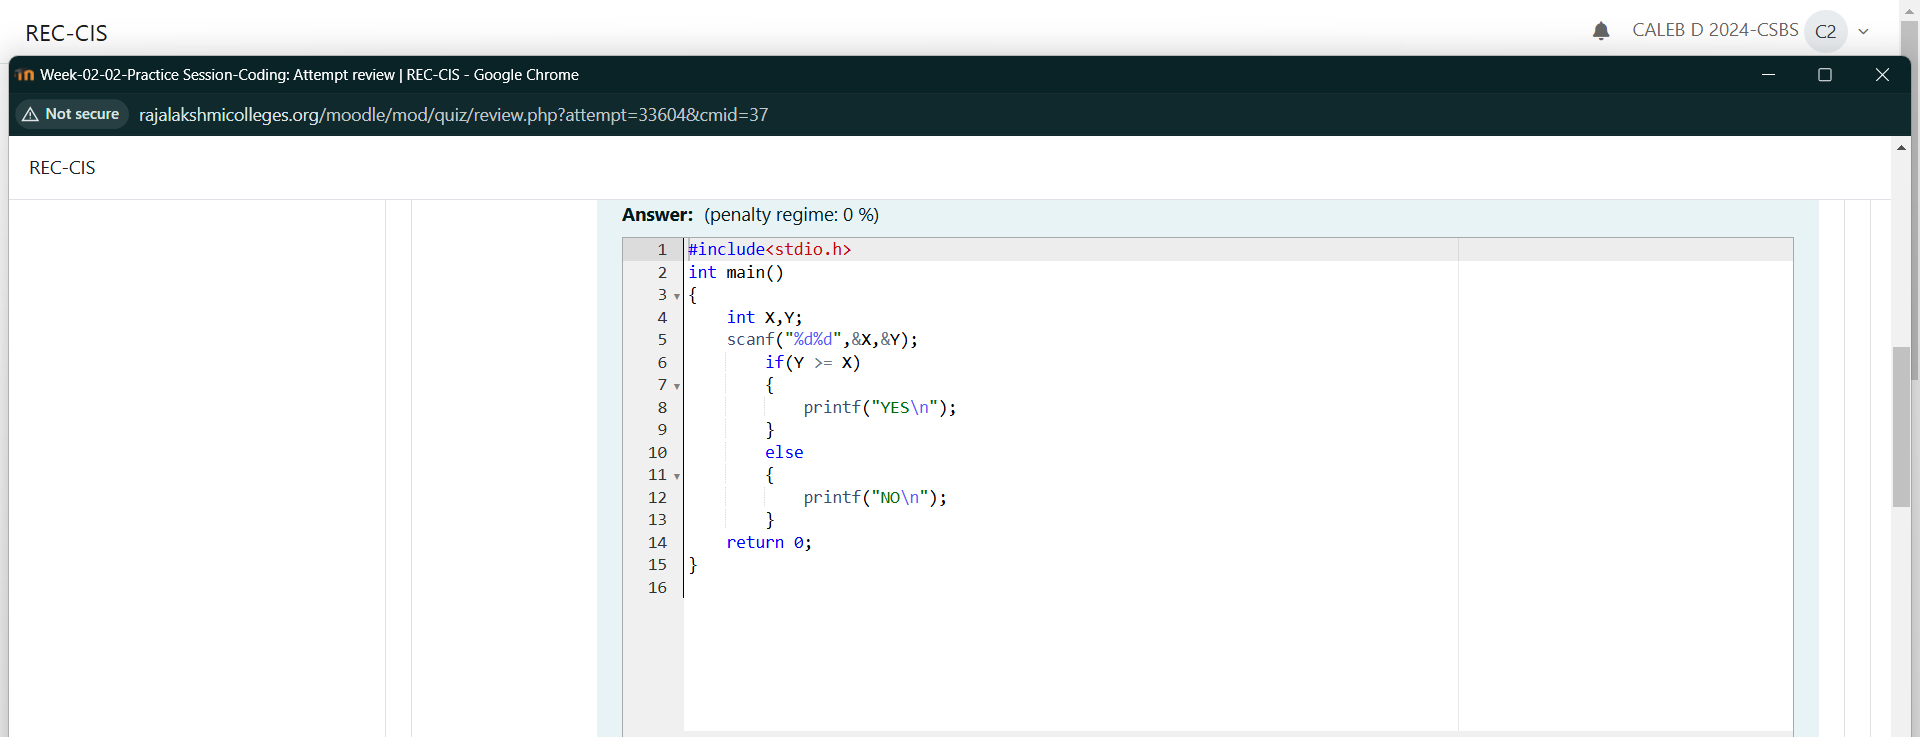 REC-CIS
CALEB D 2024-CSBS C2
Week-02-02-Practice Session-Coding: Attempt review | REC-CIS - Google Chrome
Not secure rajalakshmicolleges.org/moodle/mod/quiz/review.php?attempt=33604&cmid=37
REC-CIS
Answer: (penalty regime: 0 %)
1 #include<stdio.h>
2 int main()
3 {
4     int X,Y;
5     scanf("%d%d",&X,&Y);
6         if(Y >= X)
7         {
8             printf("YES\n");
9         }
10         else
11         {
12             printf("NO\n");
13         }
14     return 0;
15 }
16